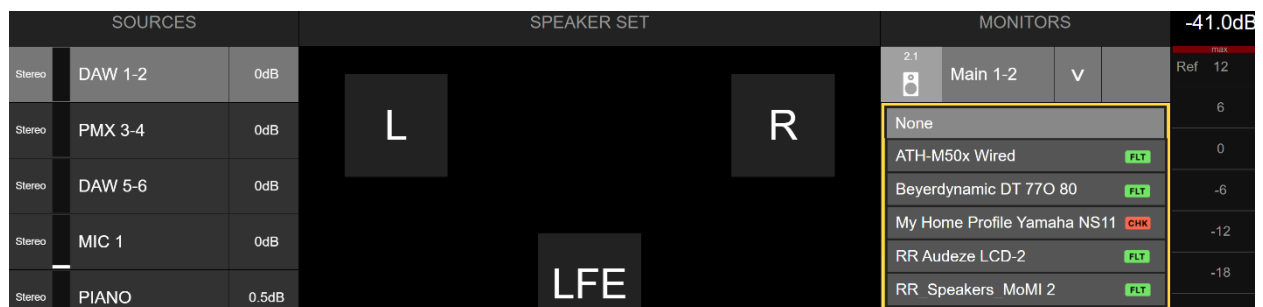 SOURCES
SPEAKER SET
MONITORS
-41.0dB
Stereo DAW 1-2 0dB
Stereo PMX 3-4 0dB
Stereo DAW 5-6 0dB
Stereo MIC 1 0dB
Stereo PIANO 0.5dB
L
R
LFE
2.1
Main 1-2 V
None
ATH-M50x Wired FLT
Beyerdynamic DT 77O 80 FLT
My Home Profile Yamaha NS11 CHK
RR Audeze LCD-2 FLT
RR_Speakers_MoMI 2 FLT
max
Ref 12
6
0
-6
-12
-18